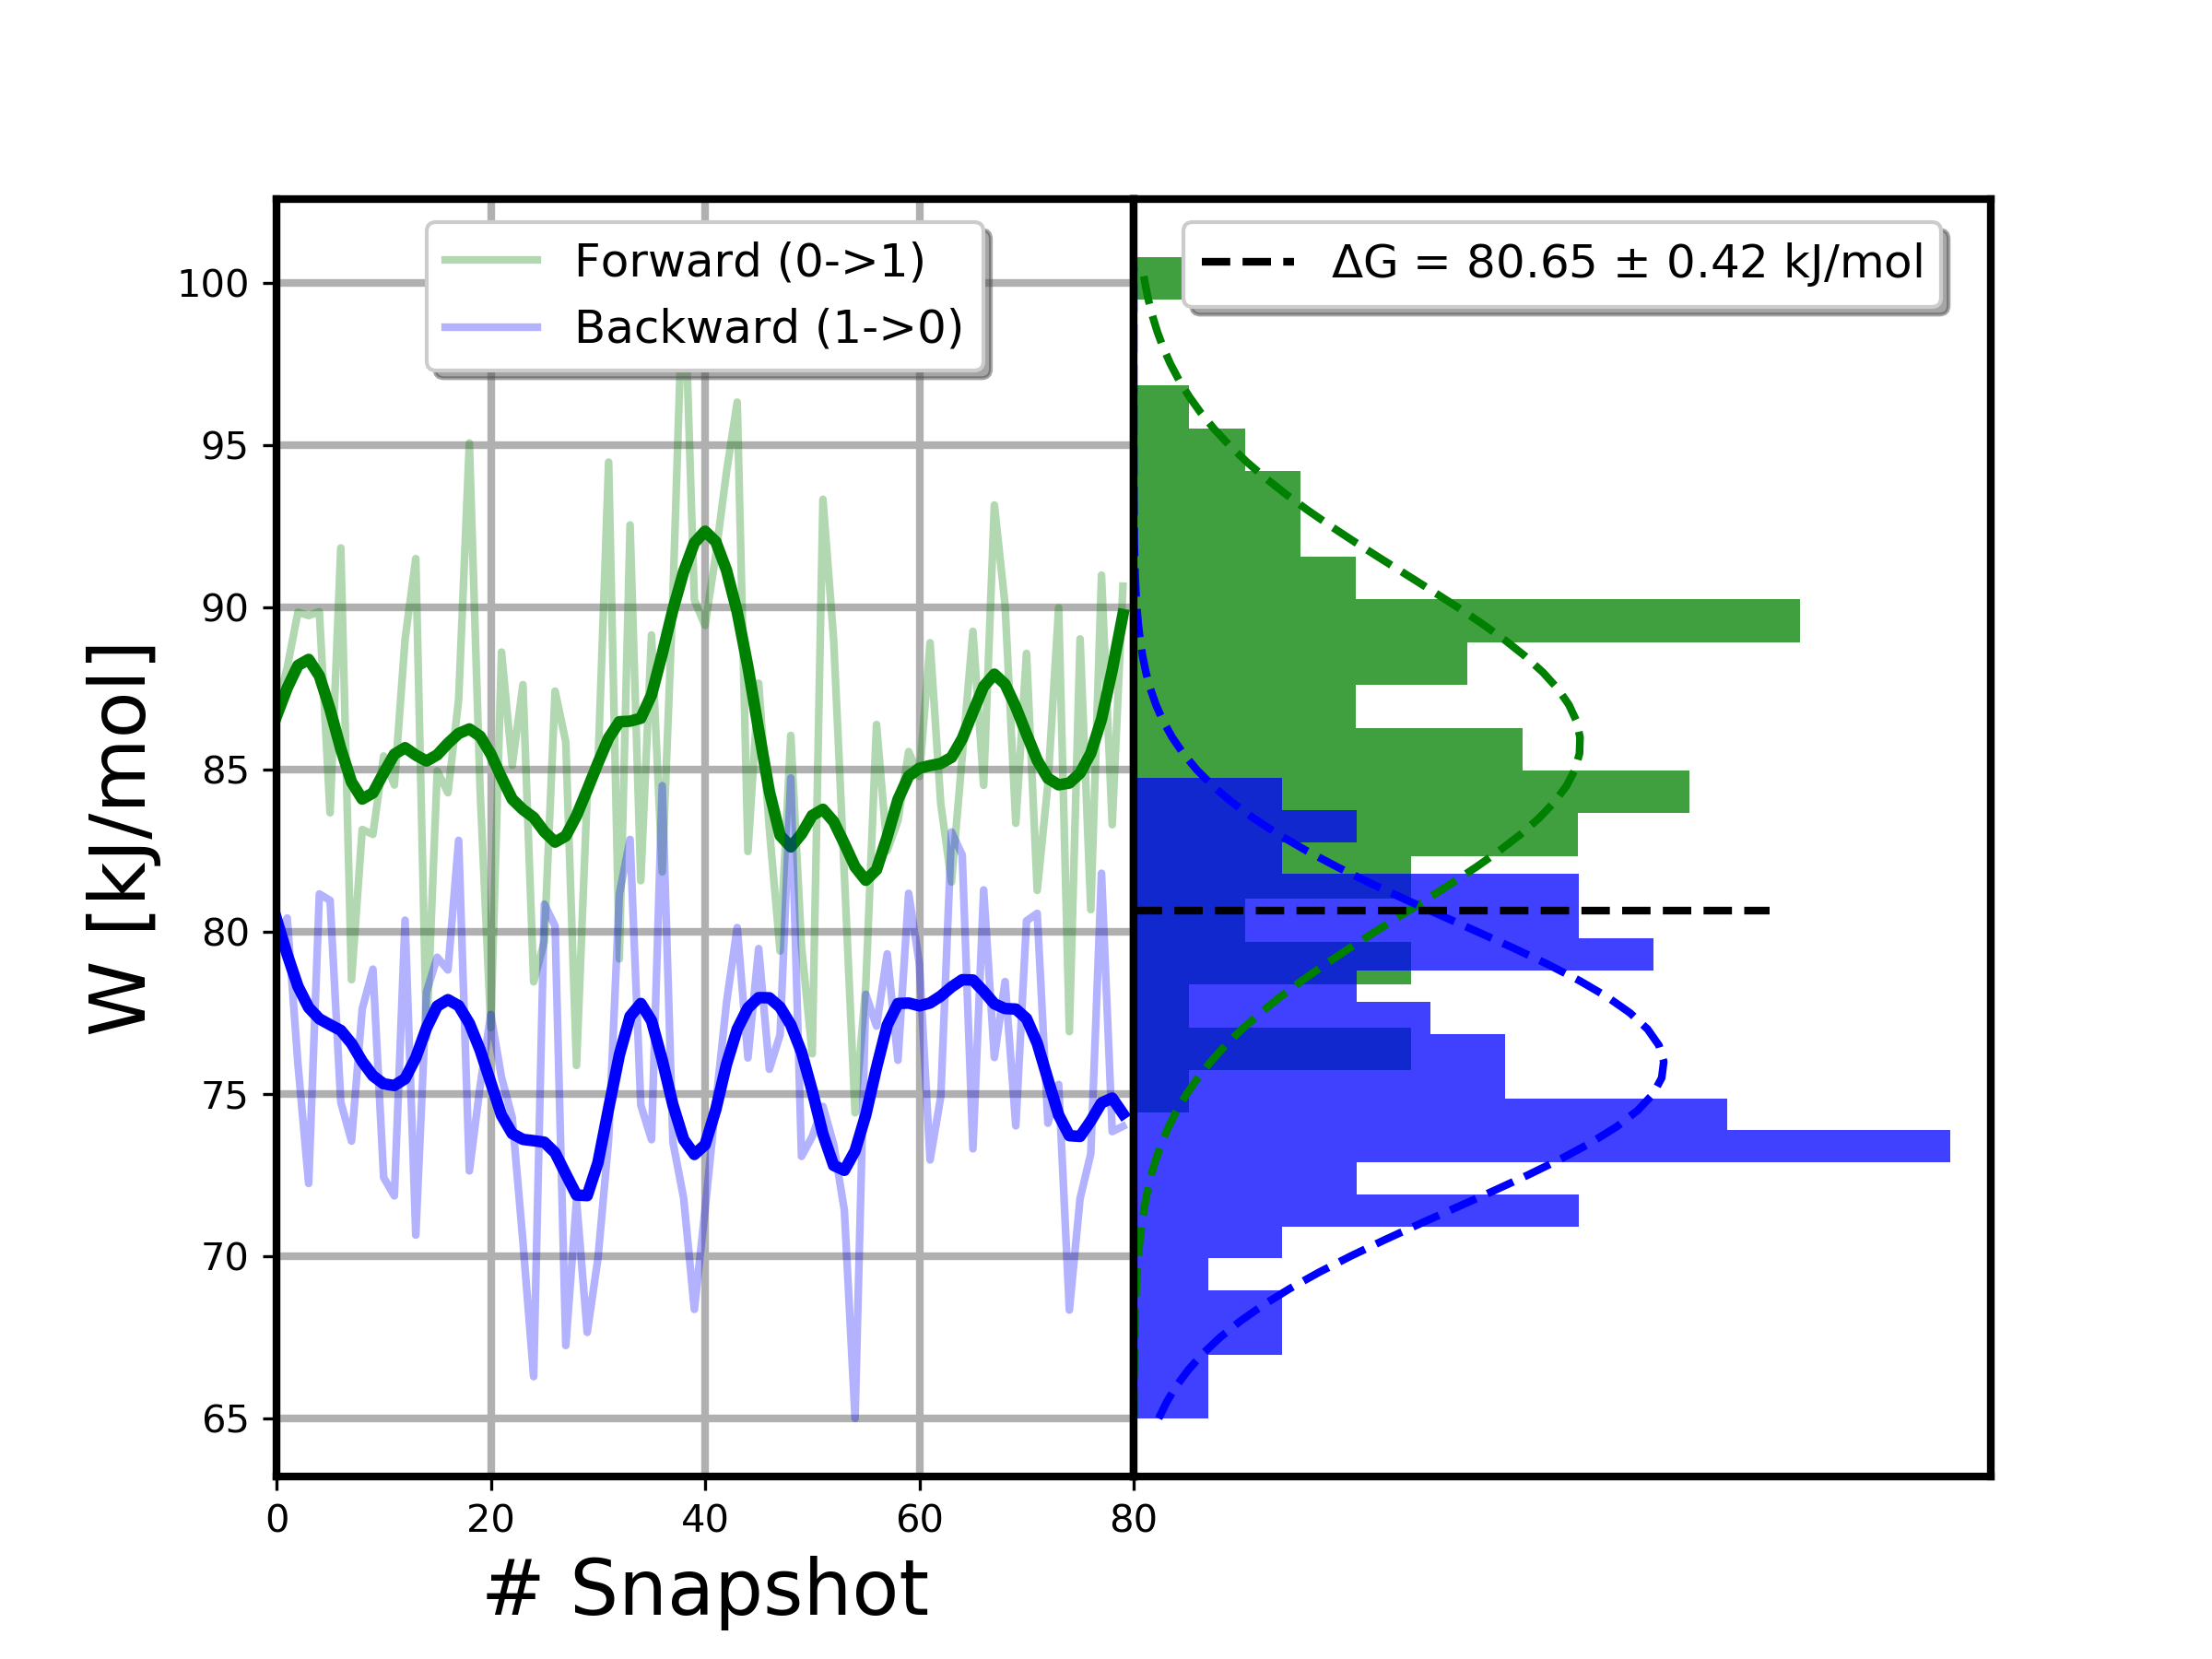 Forward (0->1)
Backward (1->0)
ΔG = 80.65 ± 0.42 kJ/mol
W [kJ/mol]
100
95
90
85
80
75
70
65
0 20 40 60 80
# Snapshot